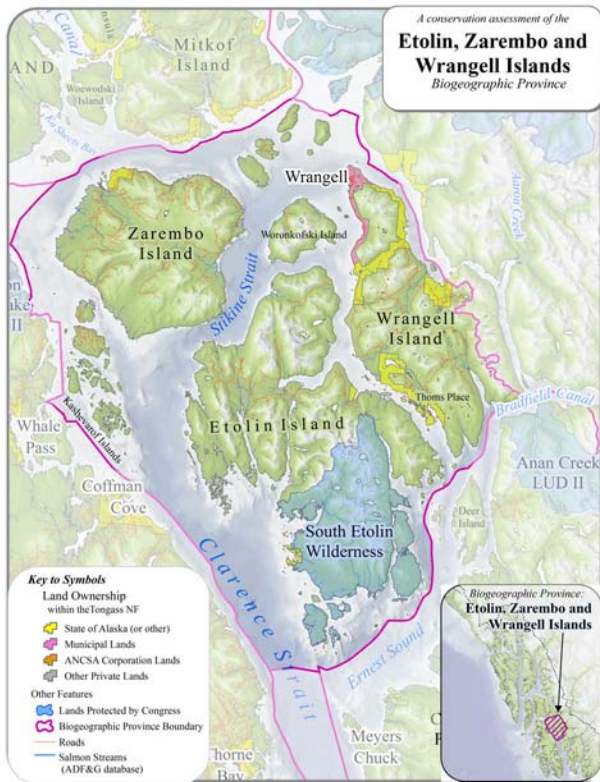 A conservation assessment of the
Etolin, Zarembo and
Wrangell Islands
Biogeographic Province
Canal
Mitkof
Island
AND
Woewodski
Island
Ka Sheets Bay
Wrangell
Aaron Creek
Zarembo
Island
Woronkofski Island
Stikine Strait
Wrangell
Island
Thoms Place
Bradfield Canal
Etolin Island
Kashevarof Islands
Whale
Pass
Anan Creek
LUD II
Coffman
Cove
Deer
Island
South Etolin
Wilderness
Clarence Strait
Ernest Sound
Meyers
Chuck
Thorne
Bay
Key to Symbols
Land Ownership
within theTongass NF
State of Alaska (or other)
Municipal Lands
ANCSA Corporation Lands
Other Private Lands
Other Features
Lands Protected by Congress
Biogeographic Province Boundary
Roads
Salmon Streams
(ADF&G database)
Biogeographic Province:
Etolin, Zarembo and
Wrangell Islands